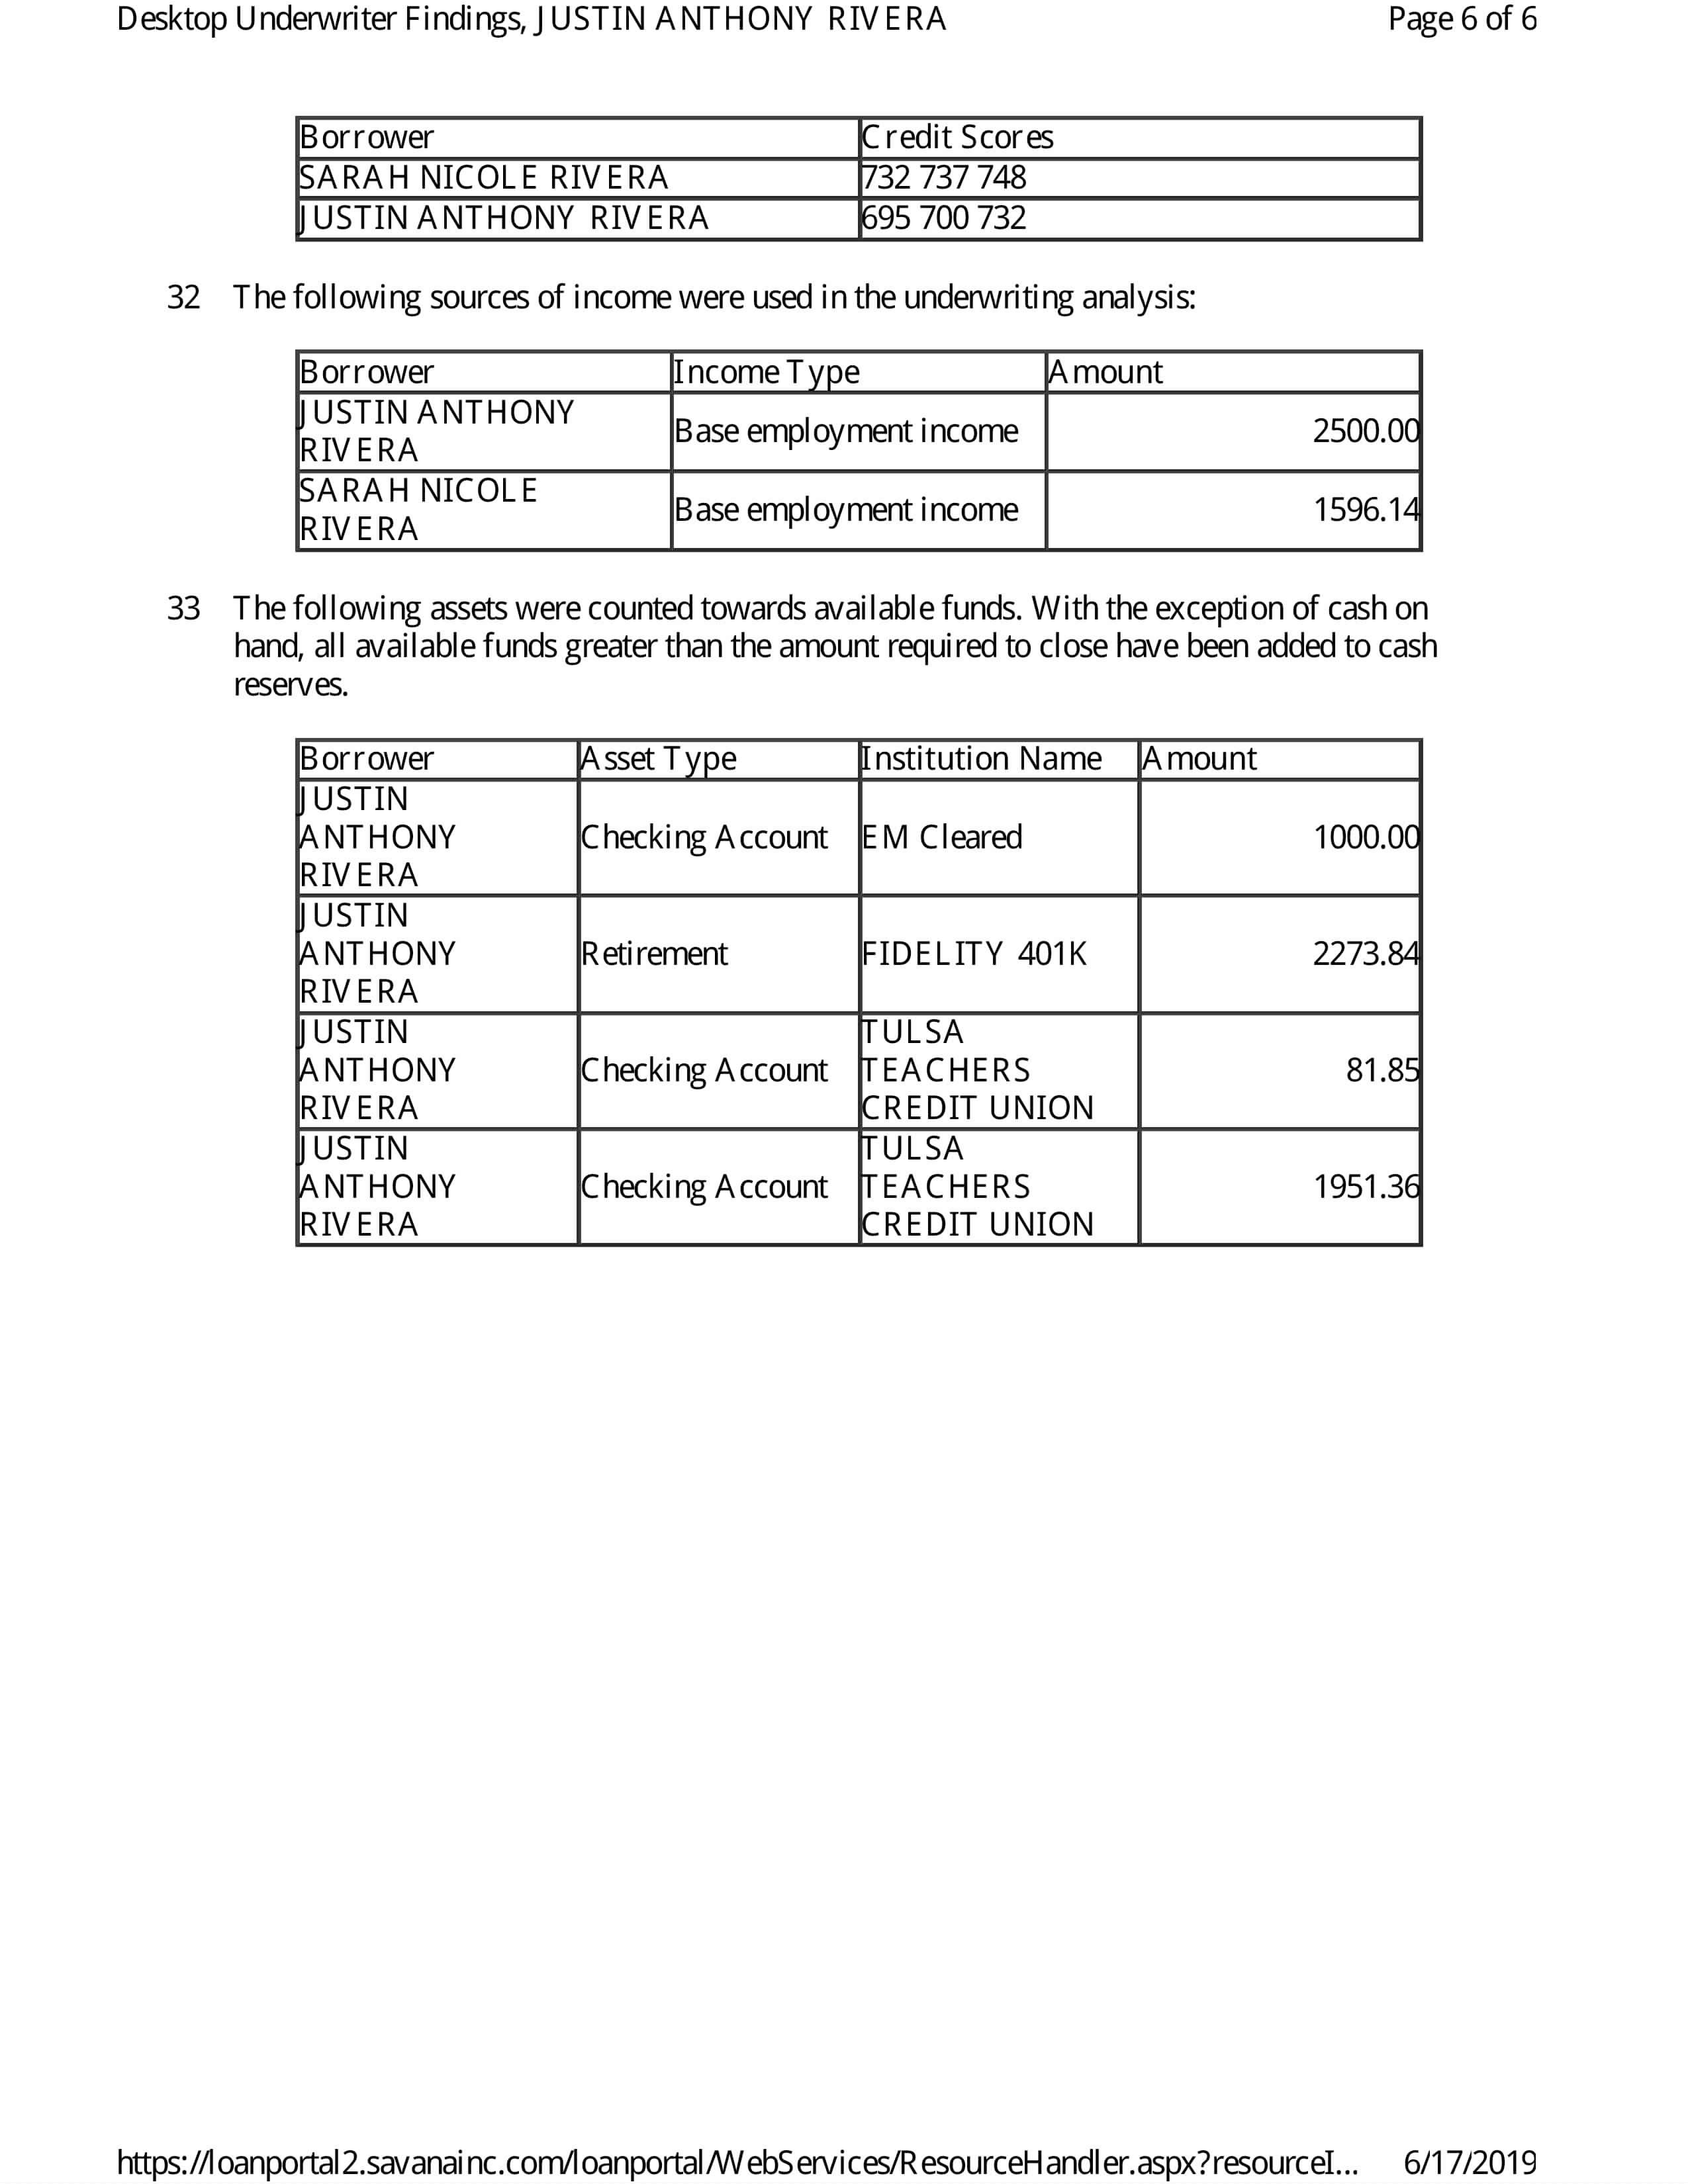 Desktop Underwriter Findings, JUSTIN ANTHONY RIVERA Page 6 of 6
Borrower Credit Scores
SARAH NICOLE RIVERA 732 737 748
JUSTIN ANTHONY RIVERA 695 700 732
32 The following sources of income were used in the underwriting analysis:
Borrower Income Type Amount
JUSTIN ANTHONY
RIVERA
Base employment income 2500.00
SARAH NICOLE
RIVERA
Base employment income 1596.14
33 The following assets were counted towards available funds. With the exception of cash on
hand, all available funds greater than the amount required to close have been added to cash
reserves.
Borrower Asset Type Institution Name Amount
JUSTIN
ANTHONY
RIVERA
Checking Account EM Cleared 1000.00
JUSTIN
ANTHONY
RIVERA
Retirement FIDELITY 401K 2273.84
JUSTIN
ANTHONY
RIVERA
Checking Account
TULSA
TEACHERS
CREDIT UNION
81.85
JUSTIN
ANTHONY
RIVERA
Checking Account
TULSA
TEACHERS
CREDIT UNION
1951.36
https://loanportal2.savanainc.com/loanportal/WebServices/ResourceHandler.aspx?resourceI... 6/17/2019